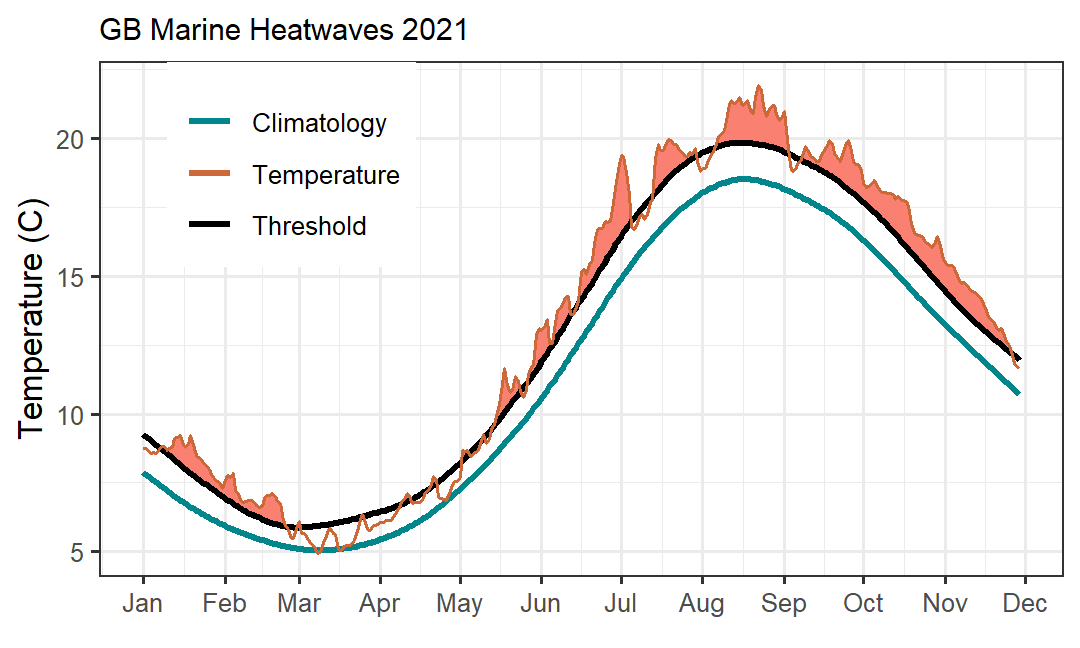 GB Marine Heatwaves 2021
Climatology
Temperature
Threshold
Temperature (C)
20
15
10
5
Jan Feb Mar Apr May Jun Jul Aug Sep Oct Nov Dec